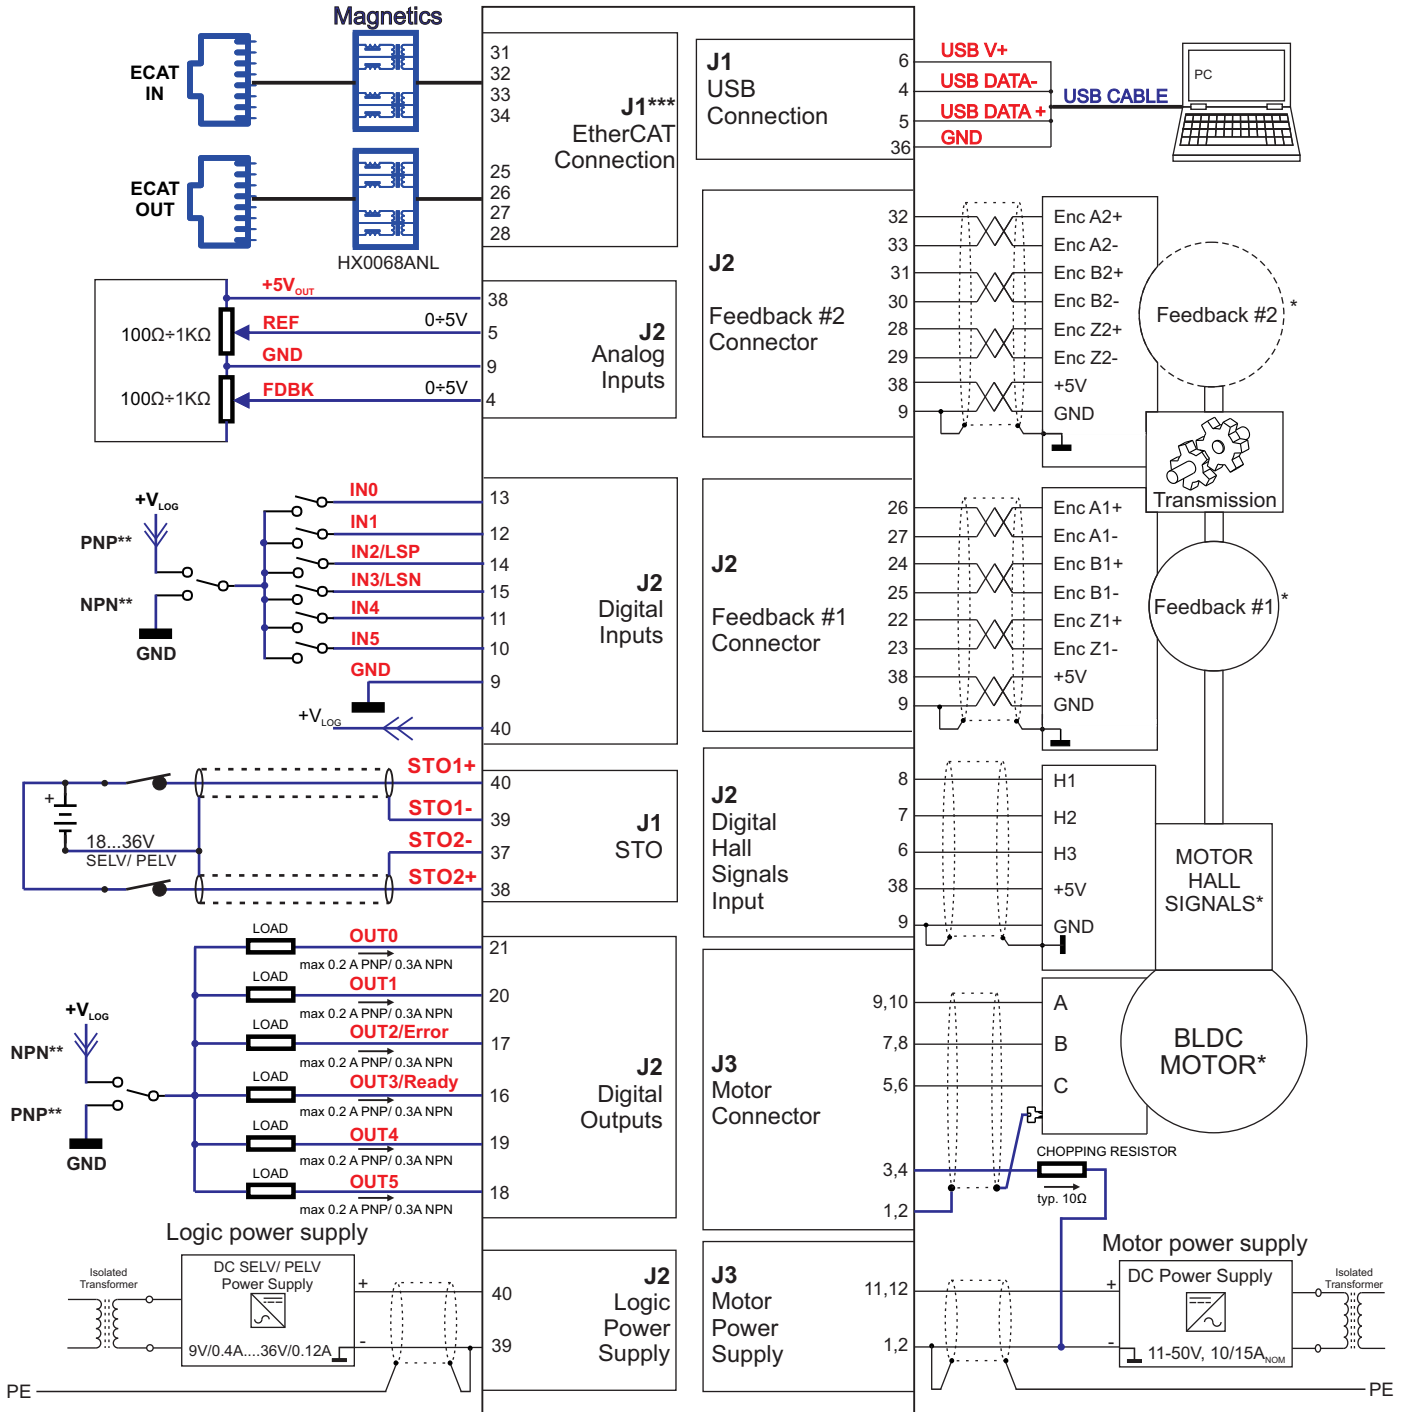 Magnetics
ECAT
IN
31
32
33
34
J1***
EtherCAT
Connection
ECAT
OUT
25
26
27
28
HX0068ANL
J1
USB
Connection
6
4
5
36
USB V+
USB DATA-
USB DATA +
GND
USB CABLE
PC
+5VOUT
REF
GND
FDBK
0÷5V
0÷5V
100Ω÷1KΩ
100Ω÷1KΩ
38
5
9
4
J2
Analog
Inputs
J2
Feedback #2
Connector
32
33
31
30
28
29
38
9
Enc A2+
Enc A2-
Enc B2+
Enc B2-
Enc Z2+
Enc Z2-
+5V
GND
Feedback #2
*
Transmission
+VLOG
PNP**
NPN**
GND
IN0
IN1
IN2/LSP
IN3/LSN
IN4
IN5
GND
+VLOG
13
12
14
15
11
10
9
40
J2
Digital
Inputs
J2
Feedback #1
Connector
26
27
24
25
22
23
38
9
Enc A1+
Enc A1-
Enc B1+
Enc B1-
Enc Z1+
Enc Z1-
+5V
GND
Feedback #1
*
+
18...36V
SELV/ PELV
STO1+
STO1-
STO2-
STO2+
40
39
37
38
J1
STO
J2
Digital
Hall
Signals
Input
8
7
6
38
9
H1
H2
H3
+5V
GND
MOTOR
HALL
SIGNALS*
+VLOG
NPN**
PNP**
GND
LOAD
OUT0
max 0.2 A PNP/ 0.3A NPN
21
LOAD
OUT1
max 0.2 A PNP/ 0.3A NPN
20
LOAD
OUT2/Error
max 0.2 A PNP/ 0.3A NPN
17
LOAD
OUT3/Ready
max 0.2 A PNP/ 0.3A NPN
16
LOAD
OUT4
max 0.2 A PNP/ 0.3A NPN
19
LOAD
OUT5
max 0.2 A PNP/ 0.3A NPN
18
J2
Digital
Outputs
J3
Motor
Connector
9,10
7,8
5,6
3,4
1,2
A
B
C
BLDC
MOTOR*
CHOPPING RESISTOR
typ. 10Ω
Logic power supply
Isolated
Transformer
DC SELV/ PELV
Power Supply
9V/0.4A....36V/0.12A
+
-
PE
40
39
J2
Logic
Power
Supply
J3
Motor
Power
Supply
11,12
1,2
Motor power supply
+
-
DC Power Supply
11-50V, 10/15ANOM
Isolated
Transformer
PE